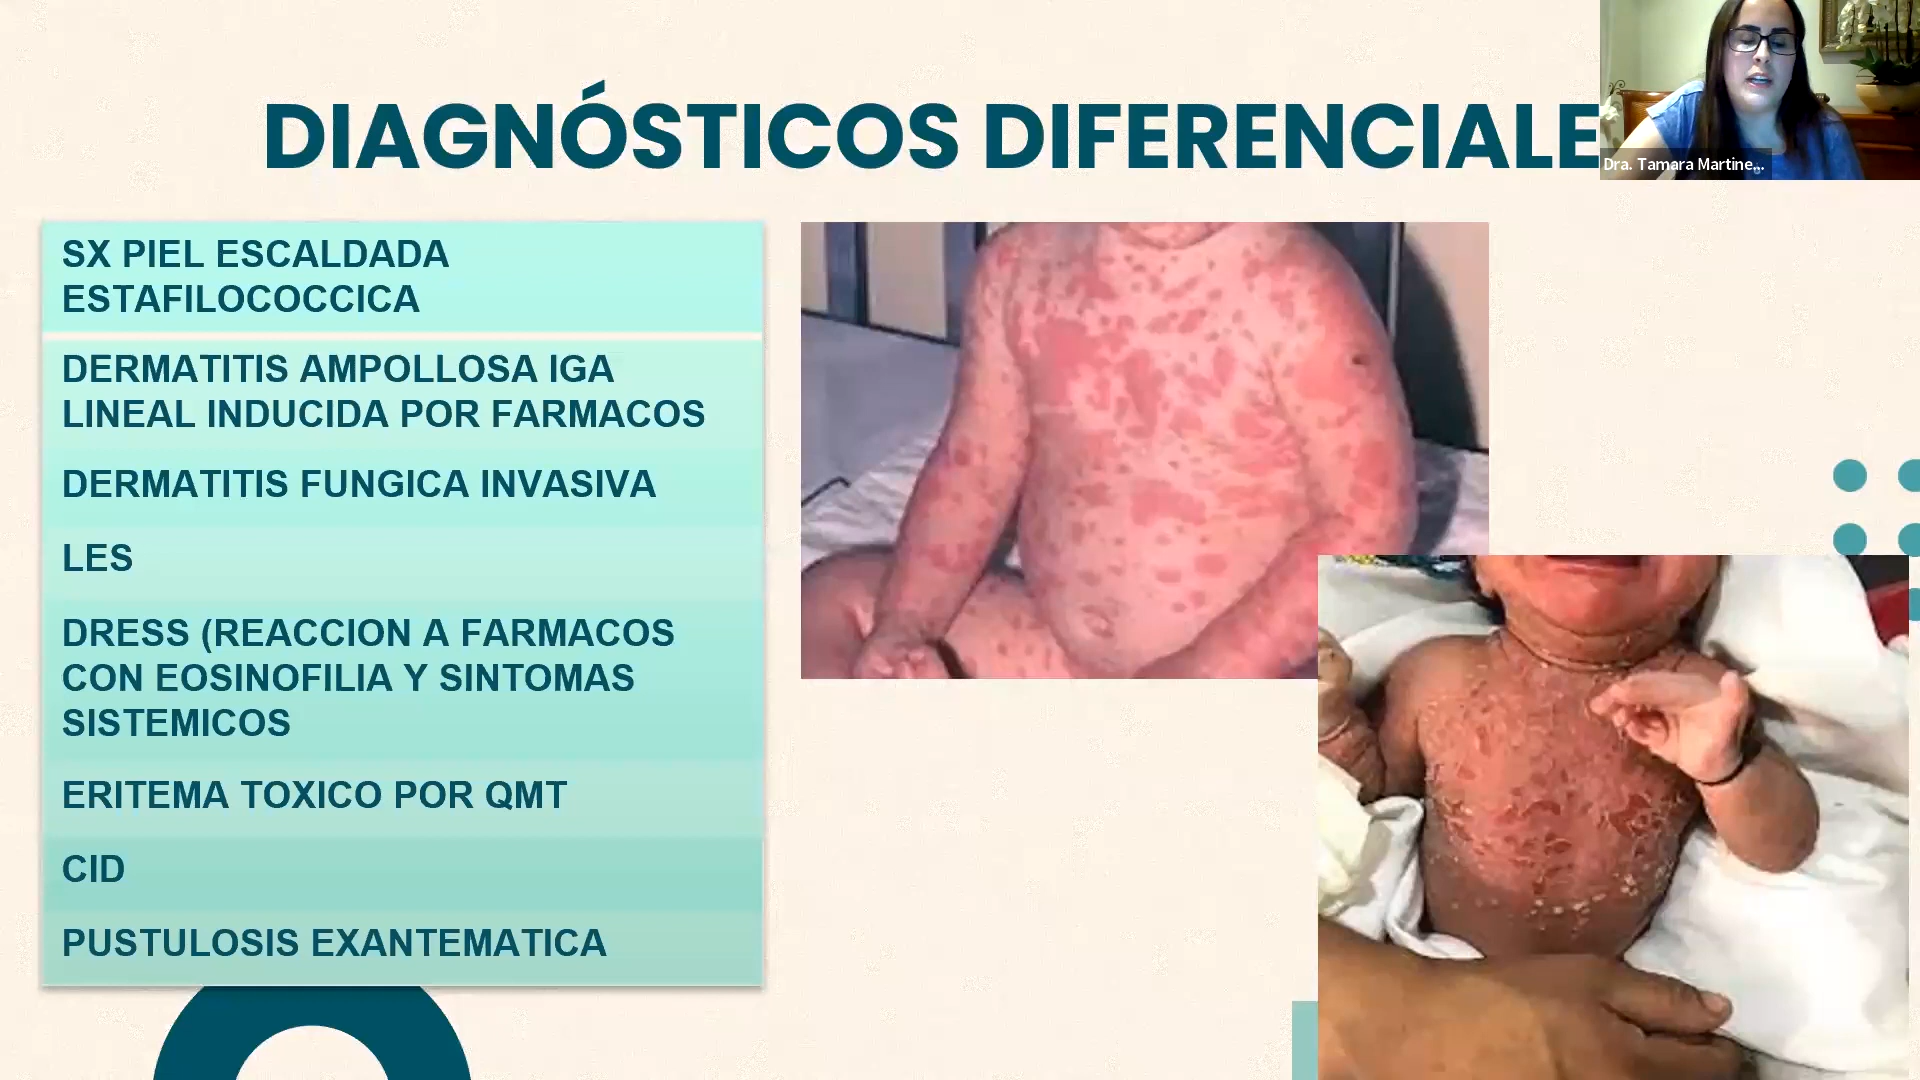 DIAGNÓSTICOS DIFERENCIALE
Dra. Tamara Martine...
SX PIEL ESCALDADA
ESTAFILOCOCCICA
DERMATITIS AMPOLLOSA IGA
LINEAL INDUCIDA POR FARMACOS
DERMATITIS FUNGICA INVASIVA
LES
DRESS (REACCION A FARMACOS
CON EOSINOFILIA Y SINTOMAS
SISTEMICOS
ERITEMA TOXICO POR QMT
CID
PUSTULOSIS EXANTEMATICA